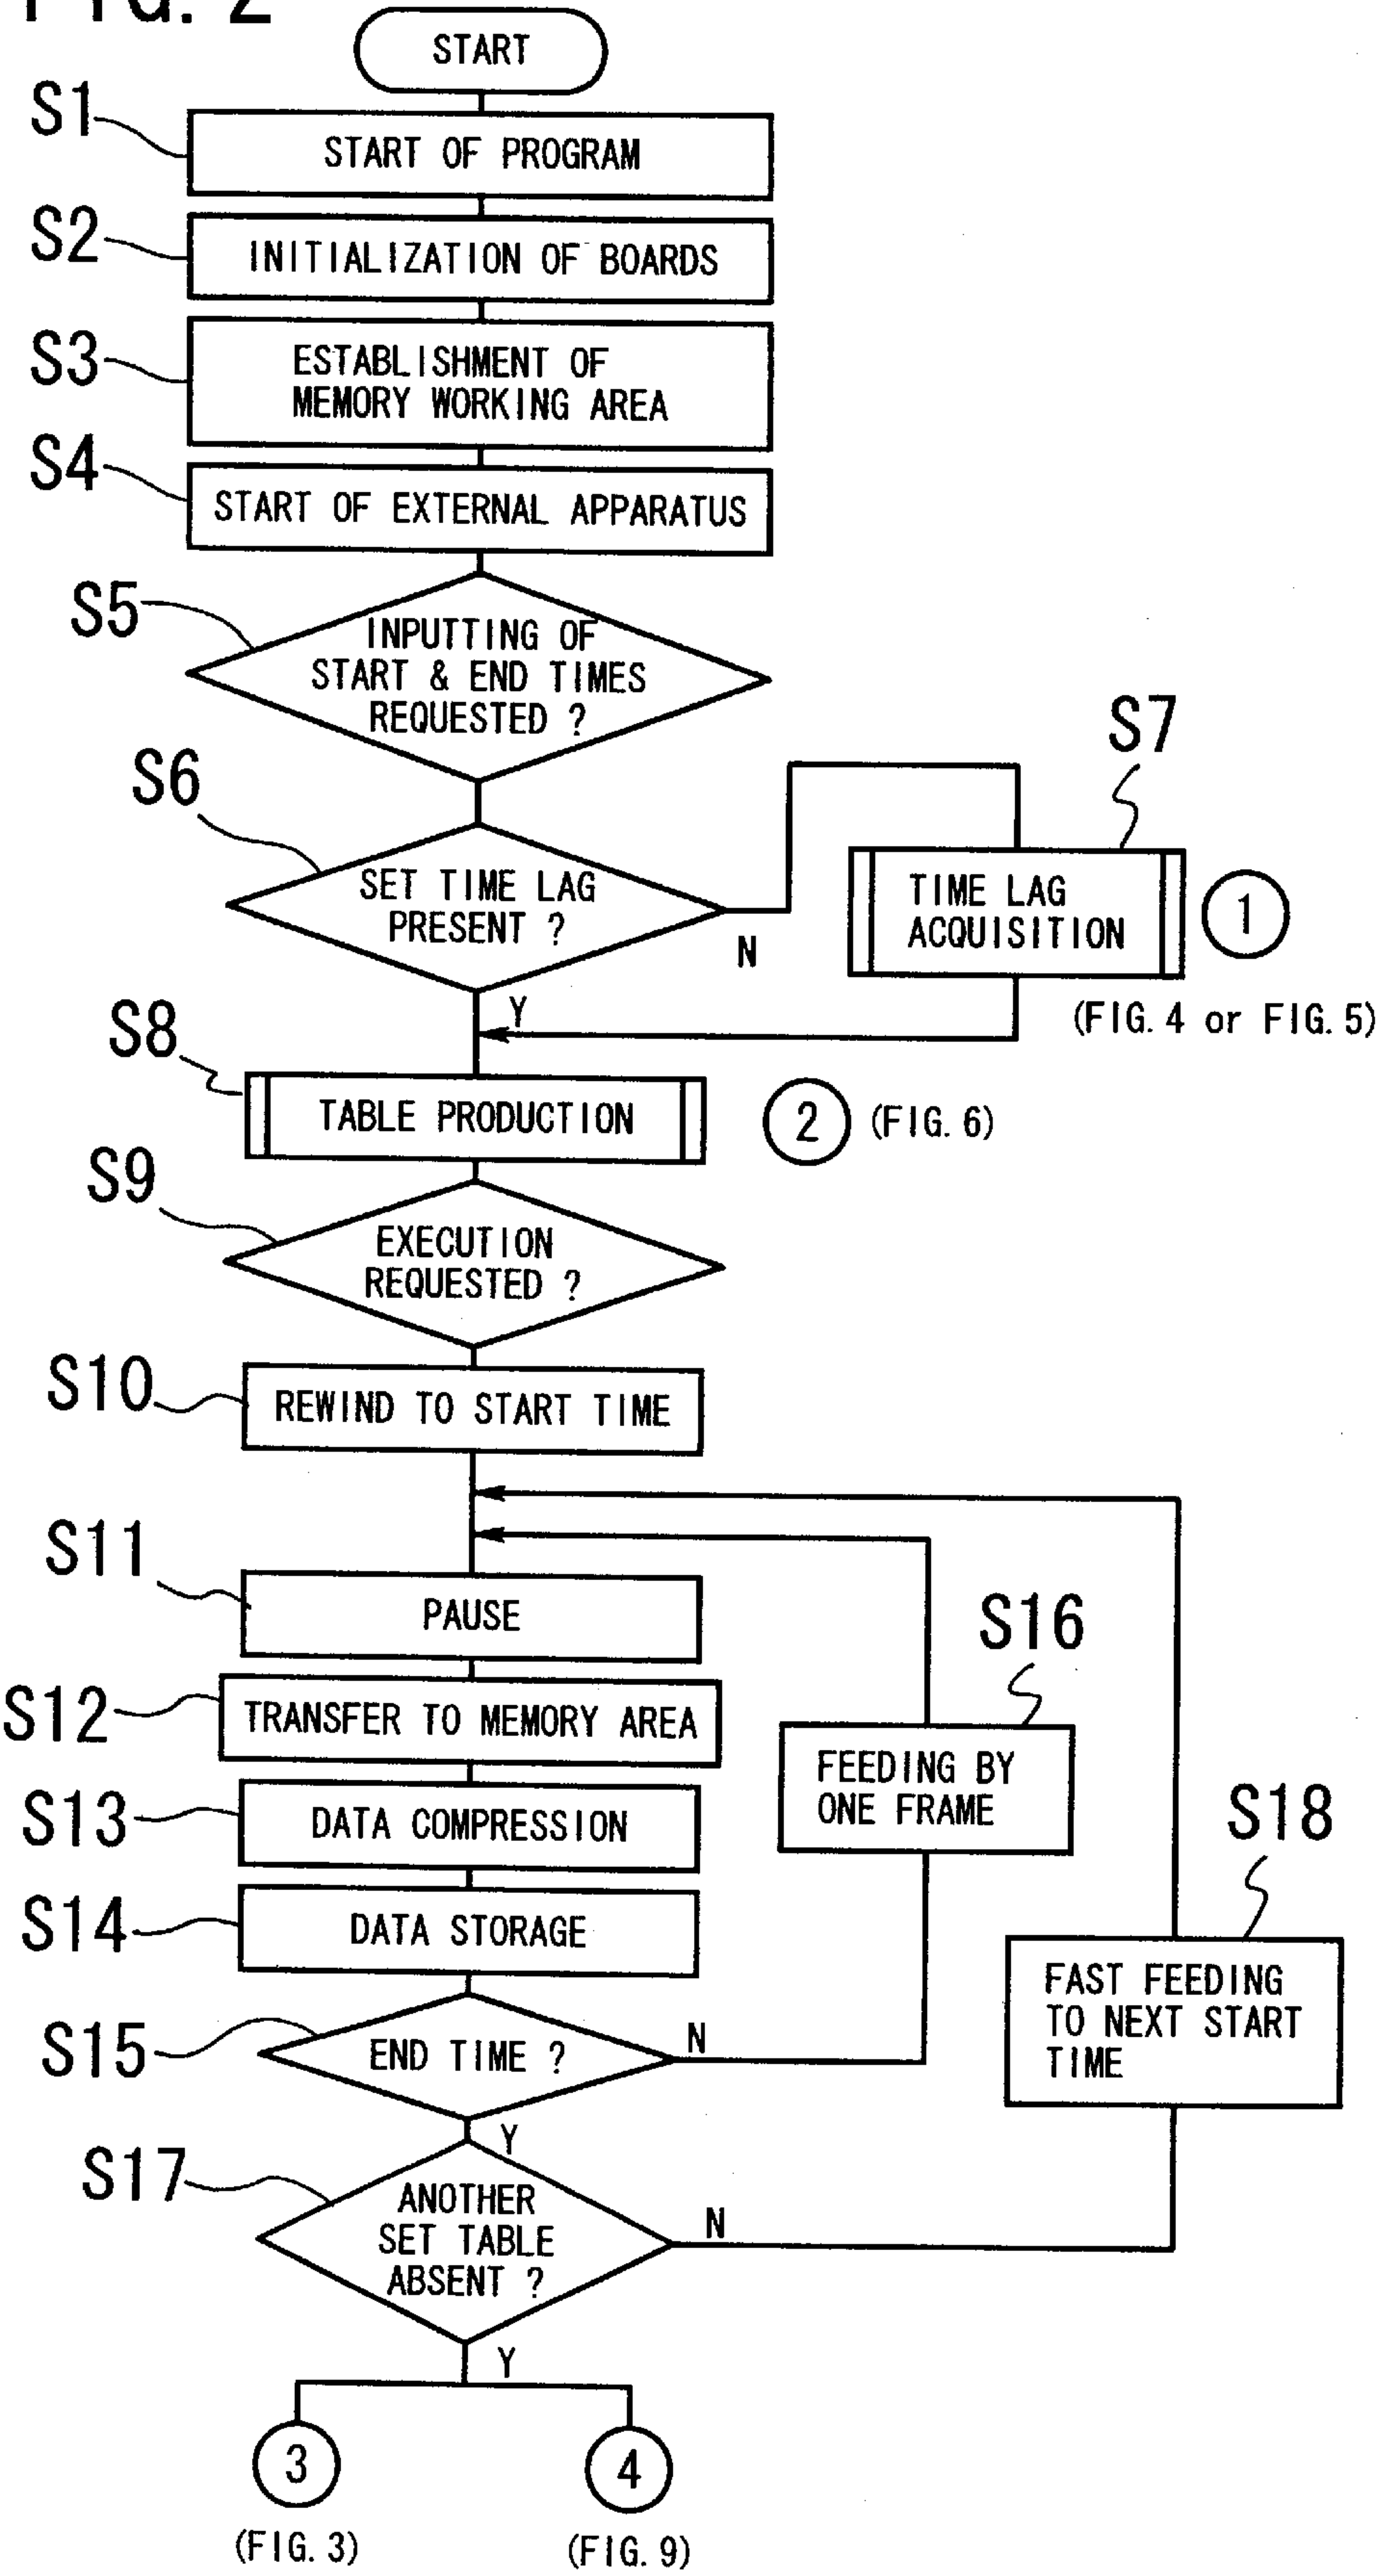 FIG. 2
START
S1
START OF PROGRAM
S2
INITIALIZATION OF BOARDS
S3
ESTABLISHMENT OF
MEMORY WORKING AREA
S4
START OF EXTERNAL APPARATUS
S5
INPUTTING OF
START & END TIMES
REQUESTED ?
S6
SET TIME LAG
PRESENT ?
N
Y
S7
TIME LAG
ACQUISITION
1
(FIG. 4 or FIG. 5)
S8
TABLE PRODUCTION
2 (FIG. 6)
S9
EXECUTION
REQUESTED ?
S10
REWIND TO START TIME
S11
PAUSE
S12
TRANSFER TO MEMORY AREA
S13
DATA COMPRESSION
S14
DATA STORAGE
S15
END TIME ?
N
Y
S16
FEEDING BY
ONE FRAME
S17
ANOTHER
SET TABLE
ABSENT ?
N
Y
S18
FAST FEEDING
TO NEXT START
TIME
3
(FIG. 3)
4
(FIG. 9)